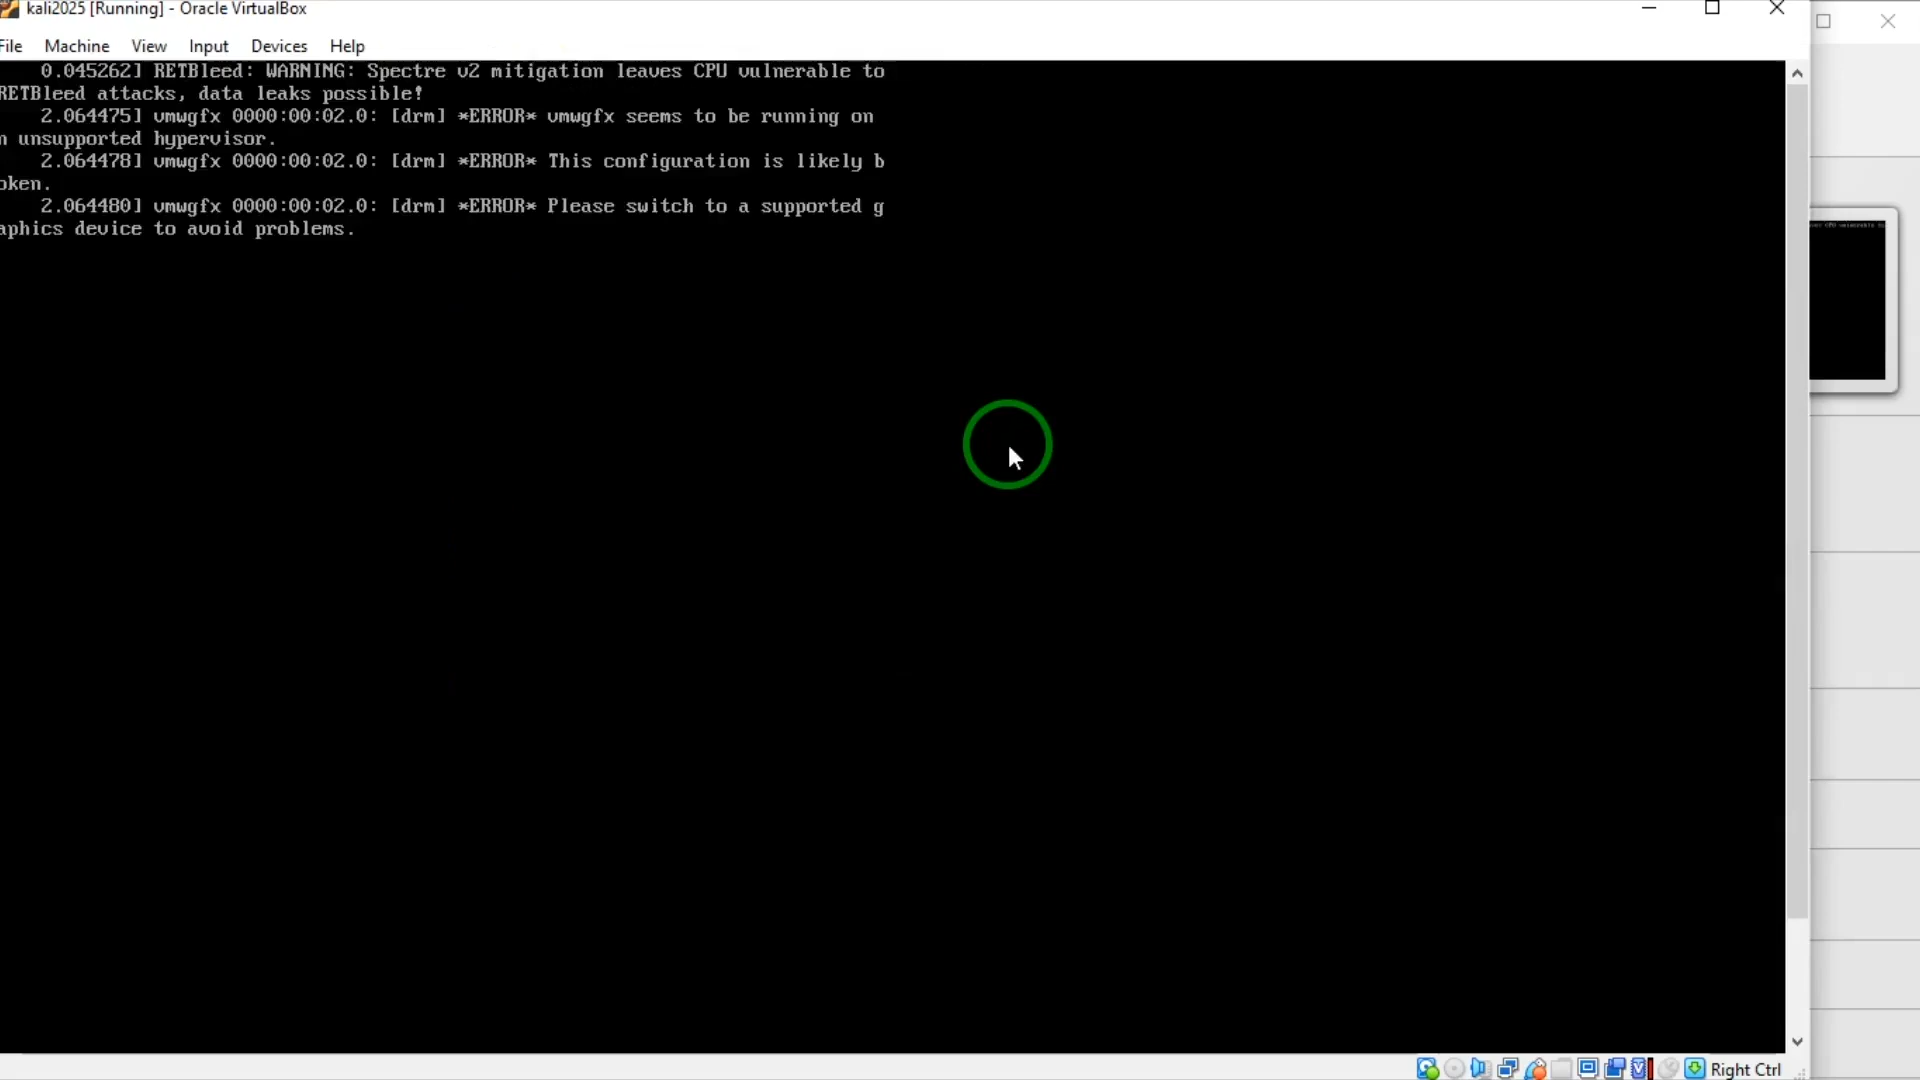 kali2025 [Running] - Oracle VirtualBox
File Machine View Input Devices Help
0.045262] RETBleed: WARNING: Spectre v2 mitigation leaves CPU vulnerable to
RETBleed attacks, data leaks possible!
2.064475] vmwgfx 0000:00:02.0: [drm] *ERROR* vmwgfx seems to be running on
n unsupported hypervisor.
2.064478] vmwgfx 0000:00:02.0: [drm] *ERROR* This configuration is likely b
oken.
2.064480] vmwgfx 0000:00:02.0: [drm] *ERROR* Please switch to a supported g
aphics device to avoid problems.
Right Ctrl